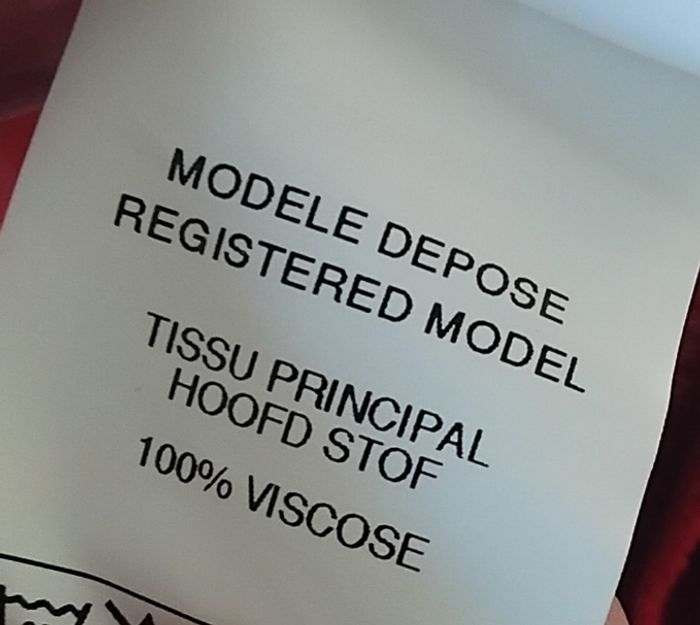 MODELE DEPOSE
REGISTERED MODEL
TISSU PRINCIPAL
HOOFD STOF
100% VISCOSE